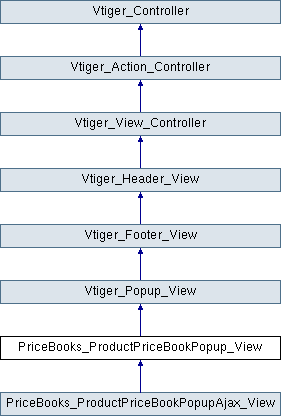 Vtiger_Controller
Vtiger_Action_Controller
Vtiger_View_Controller
Vtiger_Header_View
Vtiger_Footer_View
Vtiger_Popup_View
PriceBooks_ProductPriceBookPopup_View
PriceBooks_ProductPriceBookPopupAjax_View